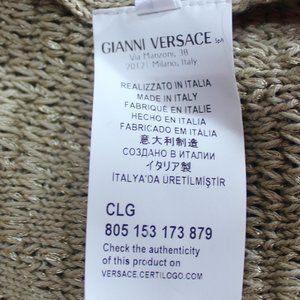 GIANNI VERSACE SpA
Via Manzoni, 38
20121 Milano, Italy
REALIZZATO IN ITALIA
MADE IN ITALY
FABRIQUÉ EN ITALIE
HECHO EN ITALIA
FABRICADO EM ITÁLIA
意大利制造
СОЗДАНО В ИТАЛИИ
イタリア製
İTALYA'DA ÜRETİLMİŞTİR
CLG
805 153 173 879
Check the authenticity
of this product on
VERSACE.CERTILOGO.COM